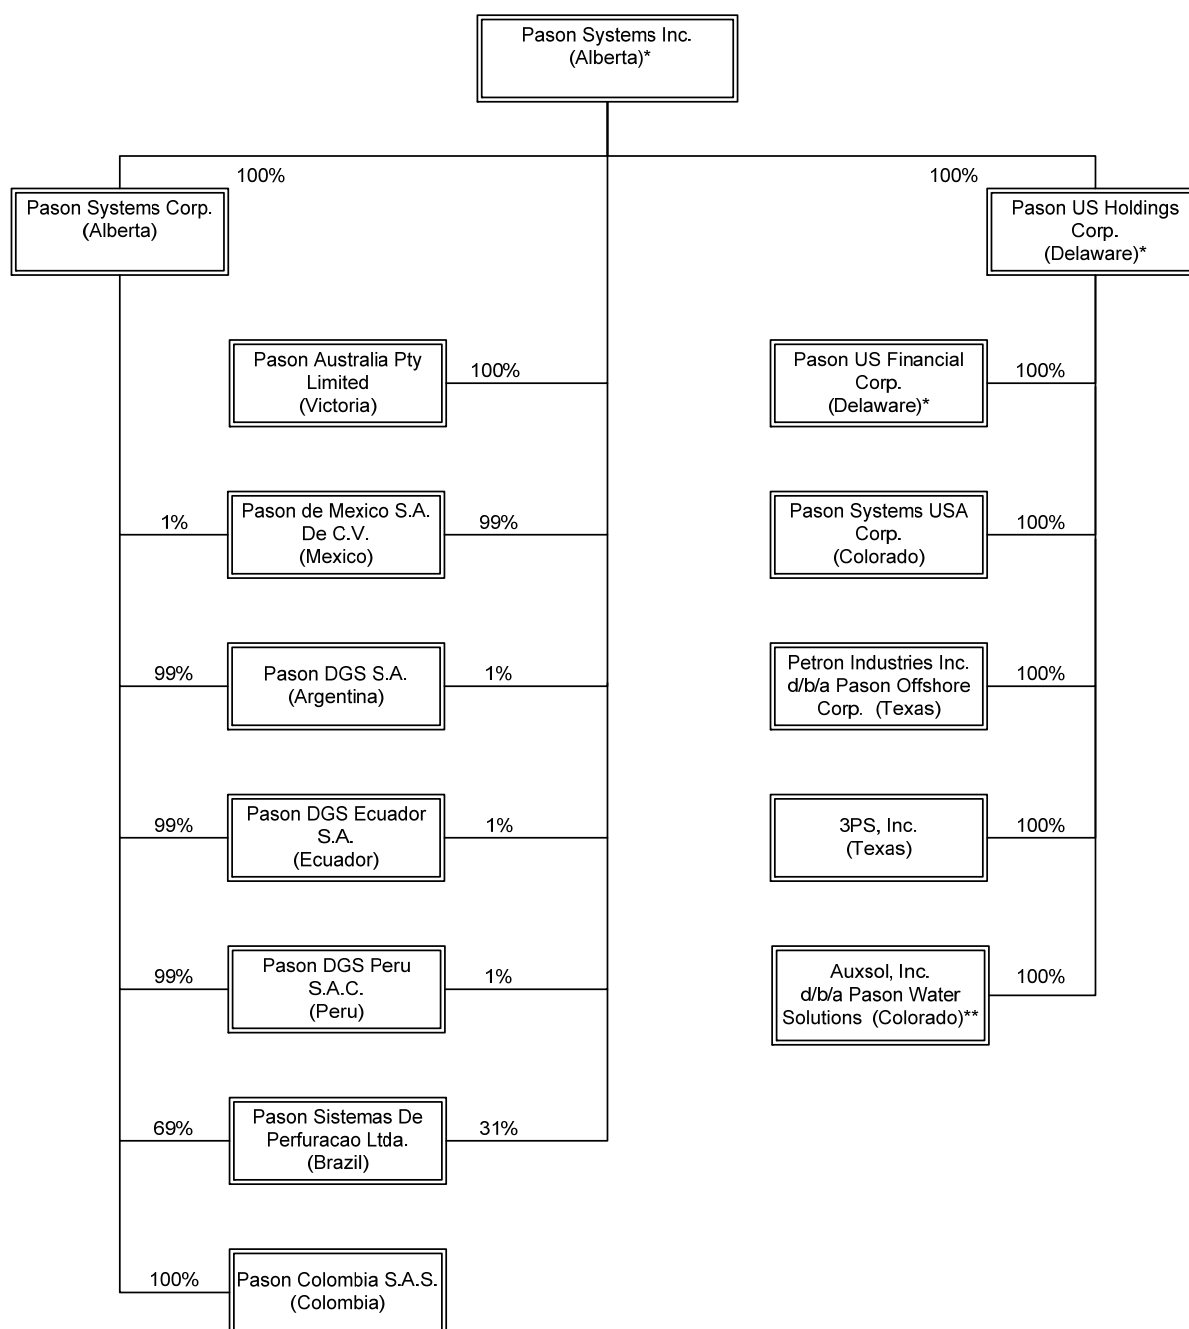 Pason Systems Inc.
(Alberta)*
100%
100%
Pason Systems Corp.
(Alberta)
Pason US Holdings
Corp.
(Delaware)*
Pason Australia Pty
Limited
(Victoria)
100%
Pason US Financial
Corp.
(Delaware)*
100%
1%
Pason de Mexico S.A.
De C.V.
(Mexico)
99%
Pason Systems USA
Corp.
(Colorado)
100%
99%
Pason DGS S.A.
(Argentina)
1%
Petron Industries Inc.
d/b/a Pason Offshore
Corp. (Texas)
100%
99%
Pason DGS Ecuador
S.A.
(Ecuador)
1%
3PS, Inc.
(Texas)
100%
99%
Pason DGS Peru
S.A.C.
(Peru)
1%
Auxsol, Inc.
d/b/a Pason Water
Solutions (Colorado)**
100%
69%
Pason Sistemas De
Perfuracao Ltda.
(Brazil)
31%
100%
Pason Colombia S.A.S.
(Colombia)